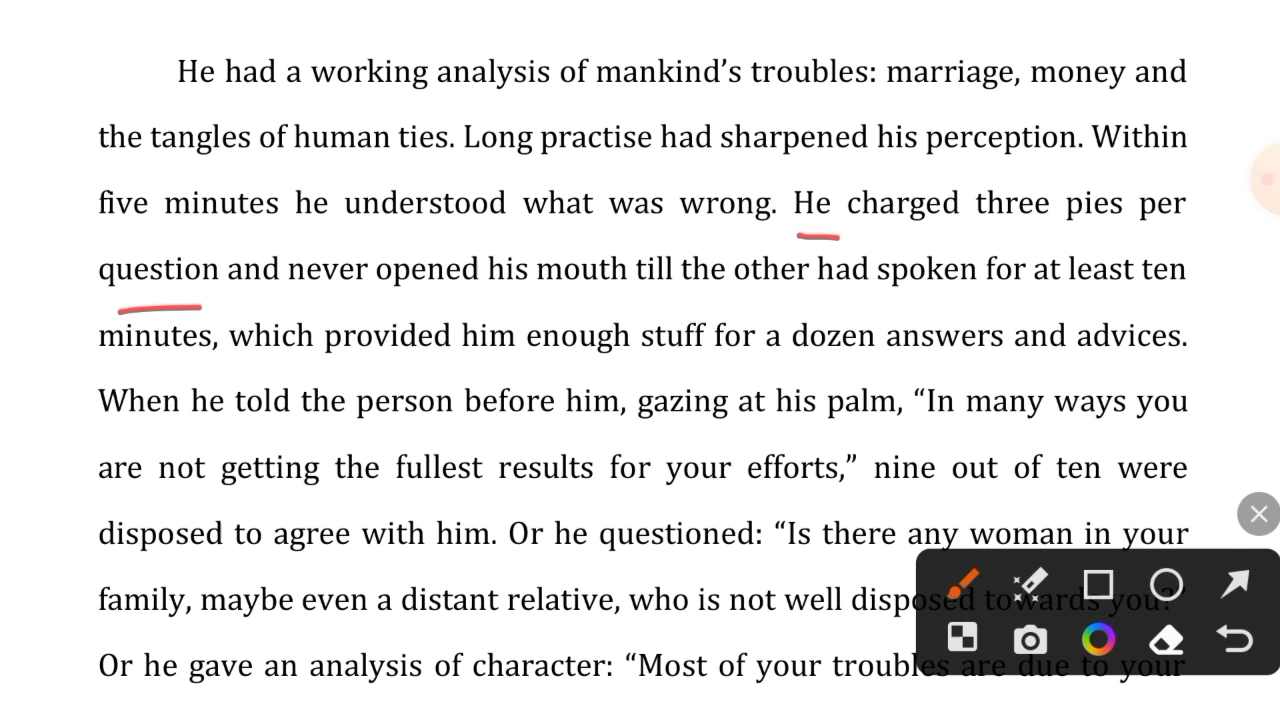 He had a working analysis of mankind’s troubles: marriage, money and
the tangles of human ties. Long practise had sharpened his perception. Within
five minutes he understood what was wrong. He charged three pies per
question and never opened his mouth till the other had spoken for at least ten
minutes, which provided him enough stuff for a dozen answers and advices.
When he told the person before him, gazing at his palm, “In many ways you
are not getting the fullest results for your efforts,” nine out of ten were
disposed to agree with him. Or he questioned: “Is there any woman in your
family, maybe even a distant relative, who is not well disposed towards you?”
Or he gave an analysis of character: “Most of your troubles are due to your